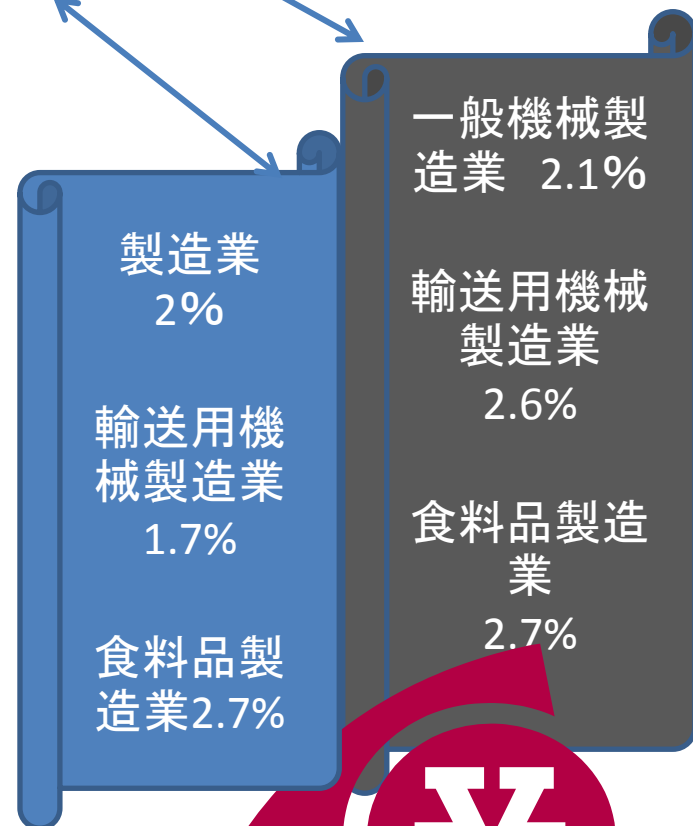 製造業
2%
輸送用機
械製造業
1.7%
食料品製
造業2.7%
一般機械製
造業 2.1%
輸送用機械
製造業
2.6%
食料品製造
業
2.7%
Y